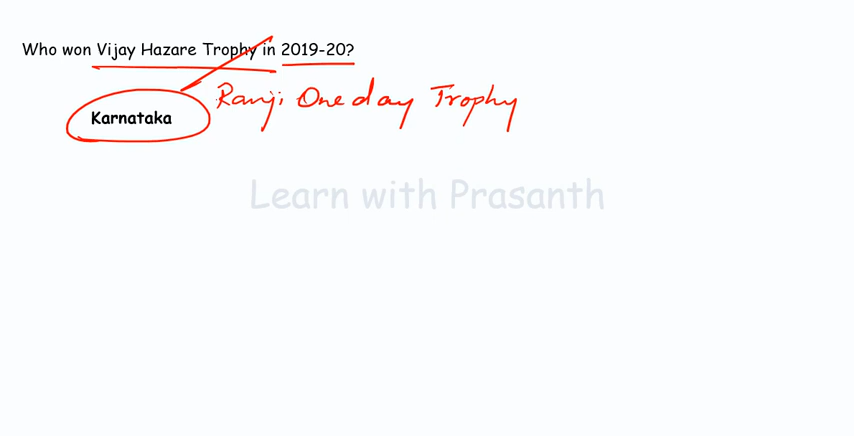 Who won Vijay Hazare Trophy in 2019-20?
Karnataka
Ranji One day Trophy
Learn with Prasanth